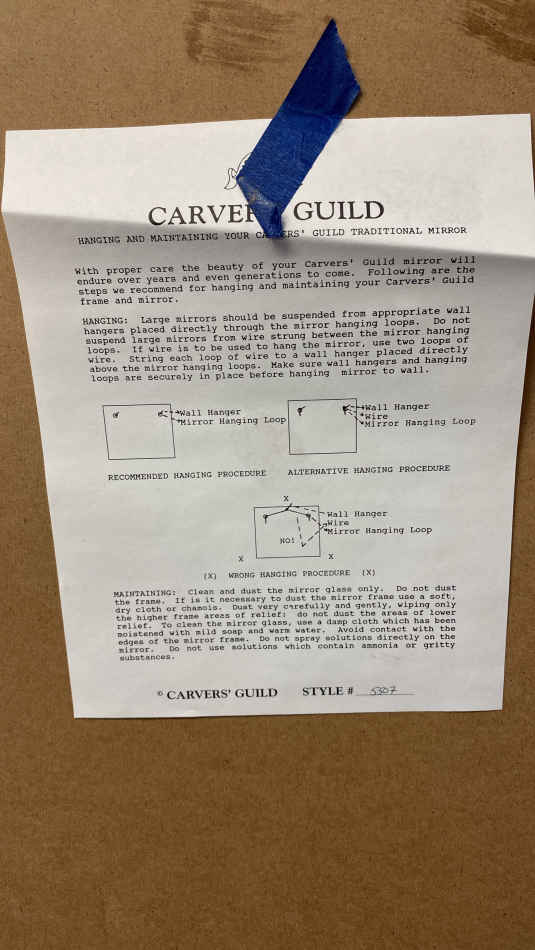 CARVER GUILD
HANGING AND MAINTAINING YOUR CARVERS' GUILD TRADITIONAL MIRROR
With proper care the beauty of your Carvers' Guild mirror will
endure over years and even generations to come. Following are the
steps we recommend for hanging and maintaining your Carvers' Guild
frame and mirror.
HANGING: Large mirrors should be suspended from appropriate wall
hangers placed directly through the mirror hanging loops. Do not
suspend large mirrors from wire strung between the mirror hanging
loops. If wire is to be used to hang the mirror, use two loops of
wire. String each loop of wire to a wall hanger placed directly
above the mirror hanging loops. Make sure wall hangers and hanging
loops are securely in place before hanging mirror to wall.
Wall Hanger
Mirror Hanging Loop
RECOMMENDED HANGING PROCEDURE
Wall Hanger
Wire
Mirror Hanging Loop
ALTERNATIVE HANGING PROCEDURE
X
Wall Hanger
Wire
Mirror Hanging Loop
NO!
X X
(X) WRONG HANGING PROCEDURE (X)
MAINTAINING: Clean and dust the mirror glass only. Do not dust
the frame. If is it necessary to dust the mirror frame use a soft,
dry cloth or chamois. Dust very carefully and gently, wiping only
the higher frame areas of relief: do not dust the areas of lower
relief. To clean the mirror glass, use a damp cloth which has been
moistened with mild soap and warm water. Avoid contact with the
edges of the mirror frame. Do not spray solutions directly on the
mirror. Do not use solutions which contain ammonia or gritty
substances.
© CARVERS' GUILD STYLE # 5307